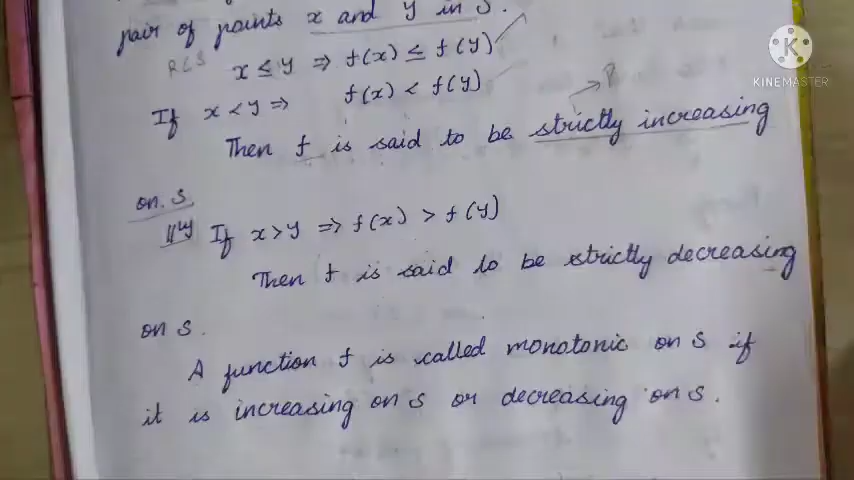 pair of points x and y in S.
x ≤ y ⇒ f(x) ≤ f(y)
If x < y ⇒ f(x) < f(y)
Then f is said to be strictly increasing
on S.
||ly If x > y ⇒ f(x) > f(y)
Then f is said to be strictly decreasing
on S.
A function f is called monotonic on S if
it is increasing on S or decreasing on S.
K
KINEMASTER